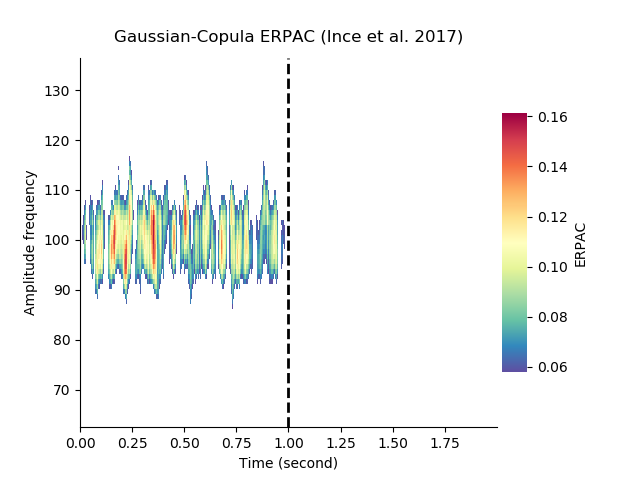 Gaussian-Copula ERPAC (Ince et al. 2017)
130
120
110
100
90
80
70
Amplitude frequency
0.00 0.25 0.50 0.75 1.00 1.25 1.50 1.75
Time (second)
0.16
0.14
0.12
0.10
0.08
0.06
ERPAC